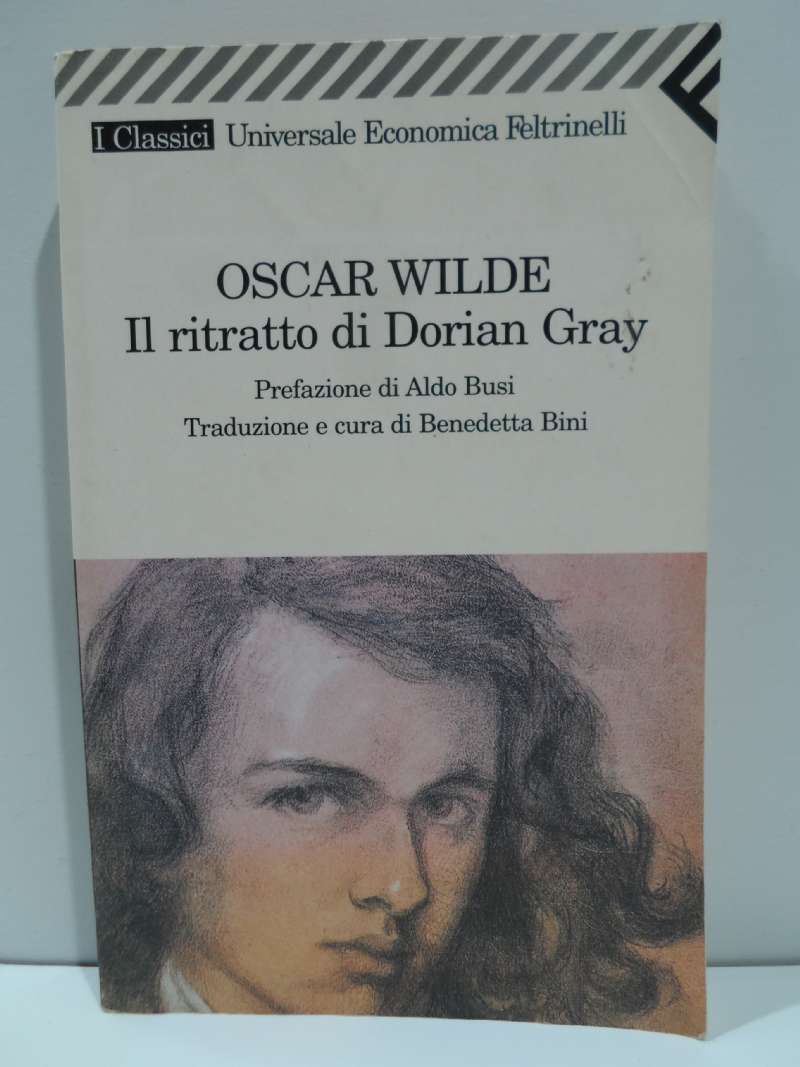 I Classici Universale Economica Feltrinelli
OSCAR WILDE
Il ritratto di Dorian Gray
Prefazione di Aldo Busi
Traduzione e cura di Benedetta Bini